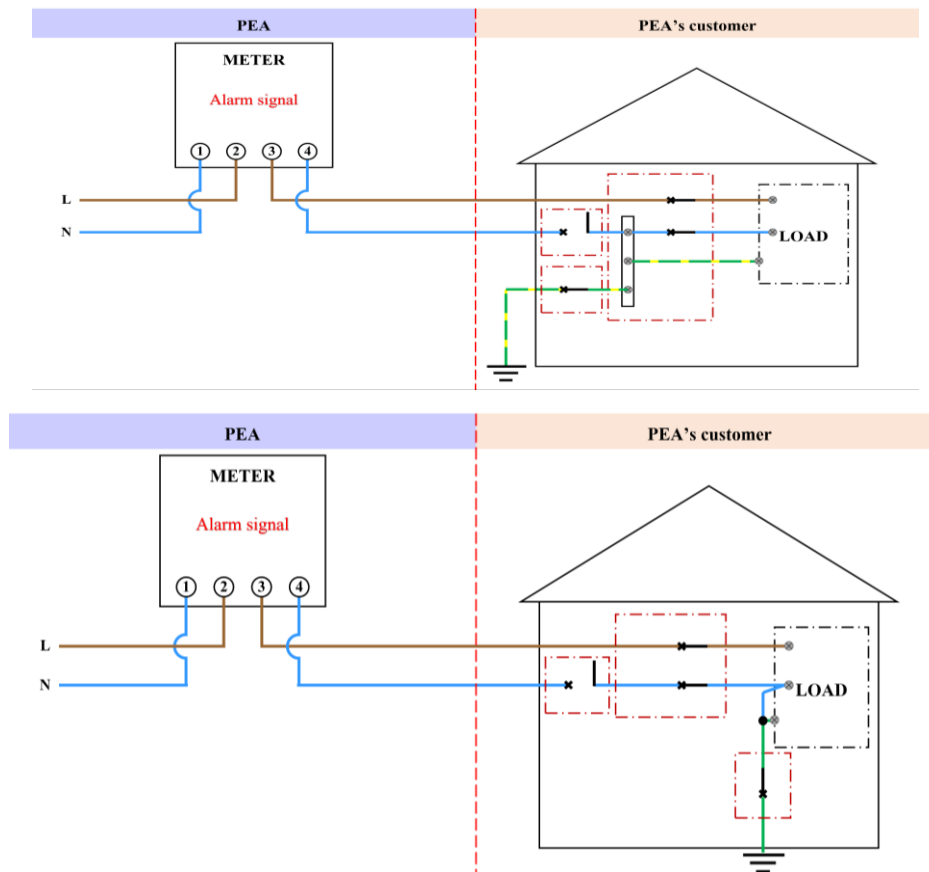 PEA PEA's customer
METER
Alarm signal
1 2 3 4
L
N
LOAD
PEA PEA's customer
METER
Alarm signal
1 2 3 4
L
N
LOAD